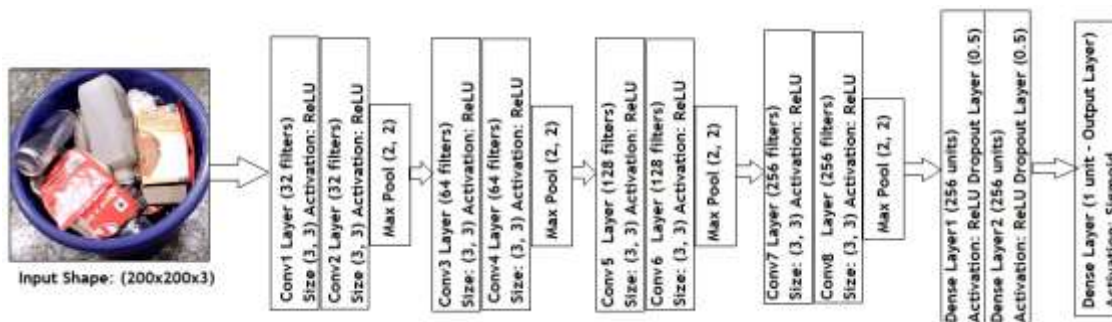 Input Shape: (200x200x3)
Conv1 Layer (32 filters)
Size (3, 3) Activation: ReLU
Conv2 Layer (32 filters)
Size: (3, 3) Activation: ReLU
Max Pool (2, 2)
Conv3 Layer (64 filters)
Size: (3, 3) Activation: ReLU
Conv4 Layer (64 filters)
Size: (3, 3) Activation: ReLU
Max Pool (2, 2)
Conv 5 Layer (128 filters)
Size: (3, 3) Activation: ReLU
Conv 6 Layer (128 filters)
Size: (3, 3) Activation: ReLU
Max Pool (2, 2)
Conv7 Layer (256 filters)
Size: (3, 3) Activation: ReLU
Conv8 Layer (256 filters)
Size: (3, 3) Activation: ReLU
Max Pool (2, 2)
Dense Layer1 (256 units)
Activation: ReLU Dropout Layer (0.5)
Dense Layer2 (256 units)
Activation: ReLU Dropout Layer (0.5)
Dense Layer (1 unit - Output Layer)